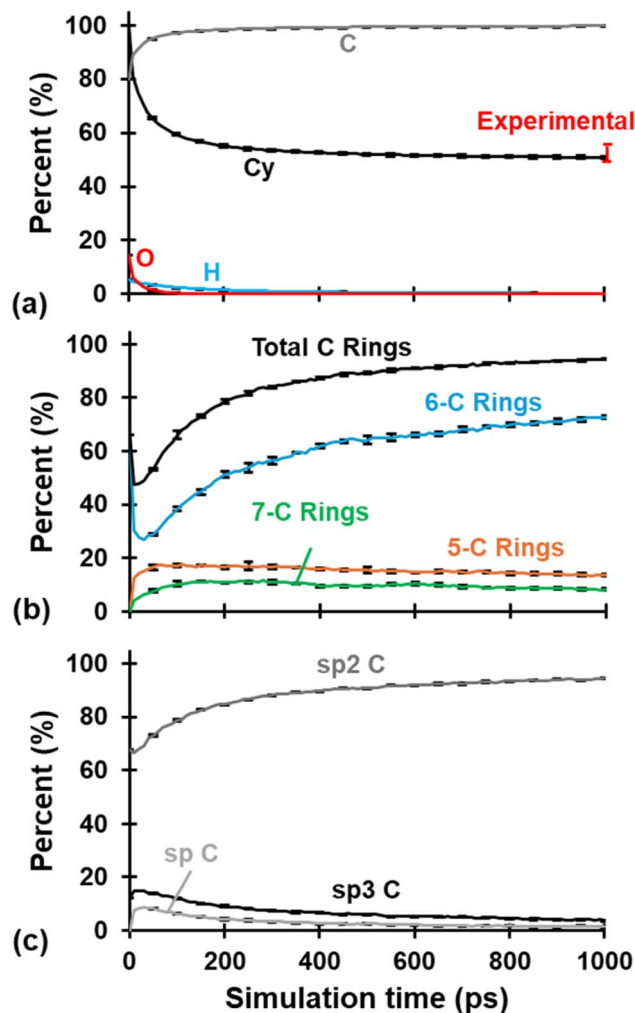 100
80
60
40
20
0
Percent (%)
C
Experimental
Cy
O
H
(a)
100
80
60
40
20
0
Percent (%)
Total C Rings
6-C Rings
7-C Rings
5-C Rings
(b)
100
80
60
40
20
0
Percent (%)
sp2 C
sp C
sp3 C
(c)
0 200 400 600 800 1000
Simulation time (ps)